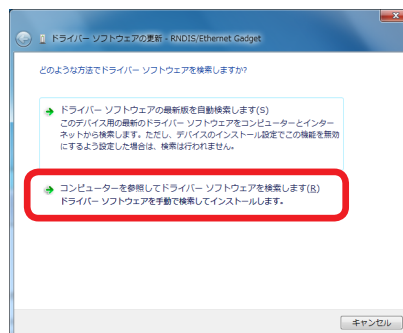 ドライバー ソフトウェアの更新 - RNDIS/Ethernet Gadget
どのような方法でドライバー ソフトウェアを検索しますか?
ドライバー ソフトウェアの最新版を自動検索します(S)
このデバイス用の最新のドライバー ソフトウェアをコンピューターとインター
ネットから検索します。ただし、デバイスのインストール設定でこの機能を無効
にするよう設定した場合は、検索は行われません。
コンピューターを参照してドライバー ソフトウェアを検索します(R)
ドライバー ソフトウェアを手動で検索してインストールします。
キャンセル